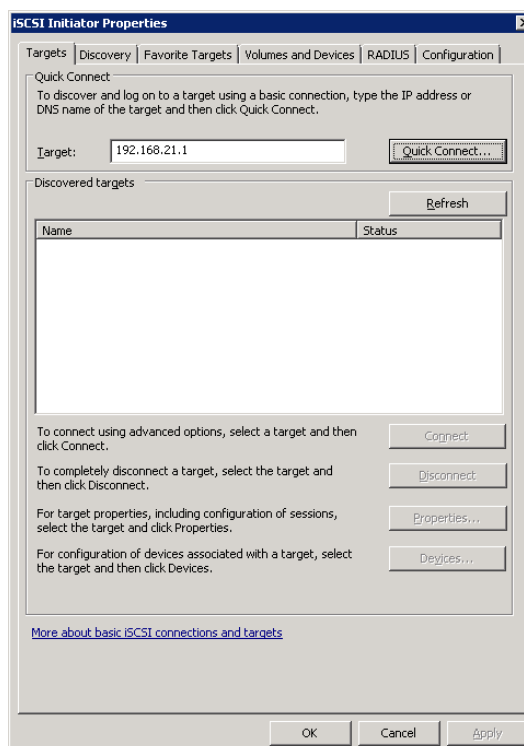 iSCSI Initiator Properties
Targets Discovery Favorite Targets Volumes and Devices RADIUS Configuration
Quick Connect
To discover and log on to a target using a basic connection, type the IP address or
DNS name of the target and then click Quick Connect.
Target: 192.168.21.1 Quick Connect...
Discovered targets
Refresh
Name Status
To connect using advanced options, select a target and then
click Connect.
Connect
To completely disconnect a target, select the target and
then click Disconnect.
Disconnect
For target properties, including configuration of sessions,
select the target and click Properties.
Properties...
For configuration of devices associated with a target, select
the target and then click Devices.
Devices...
More about basic iSCSI connections and targets
OK Cancel Apply